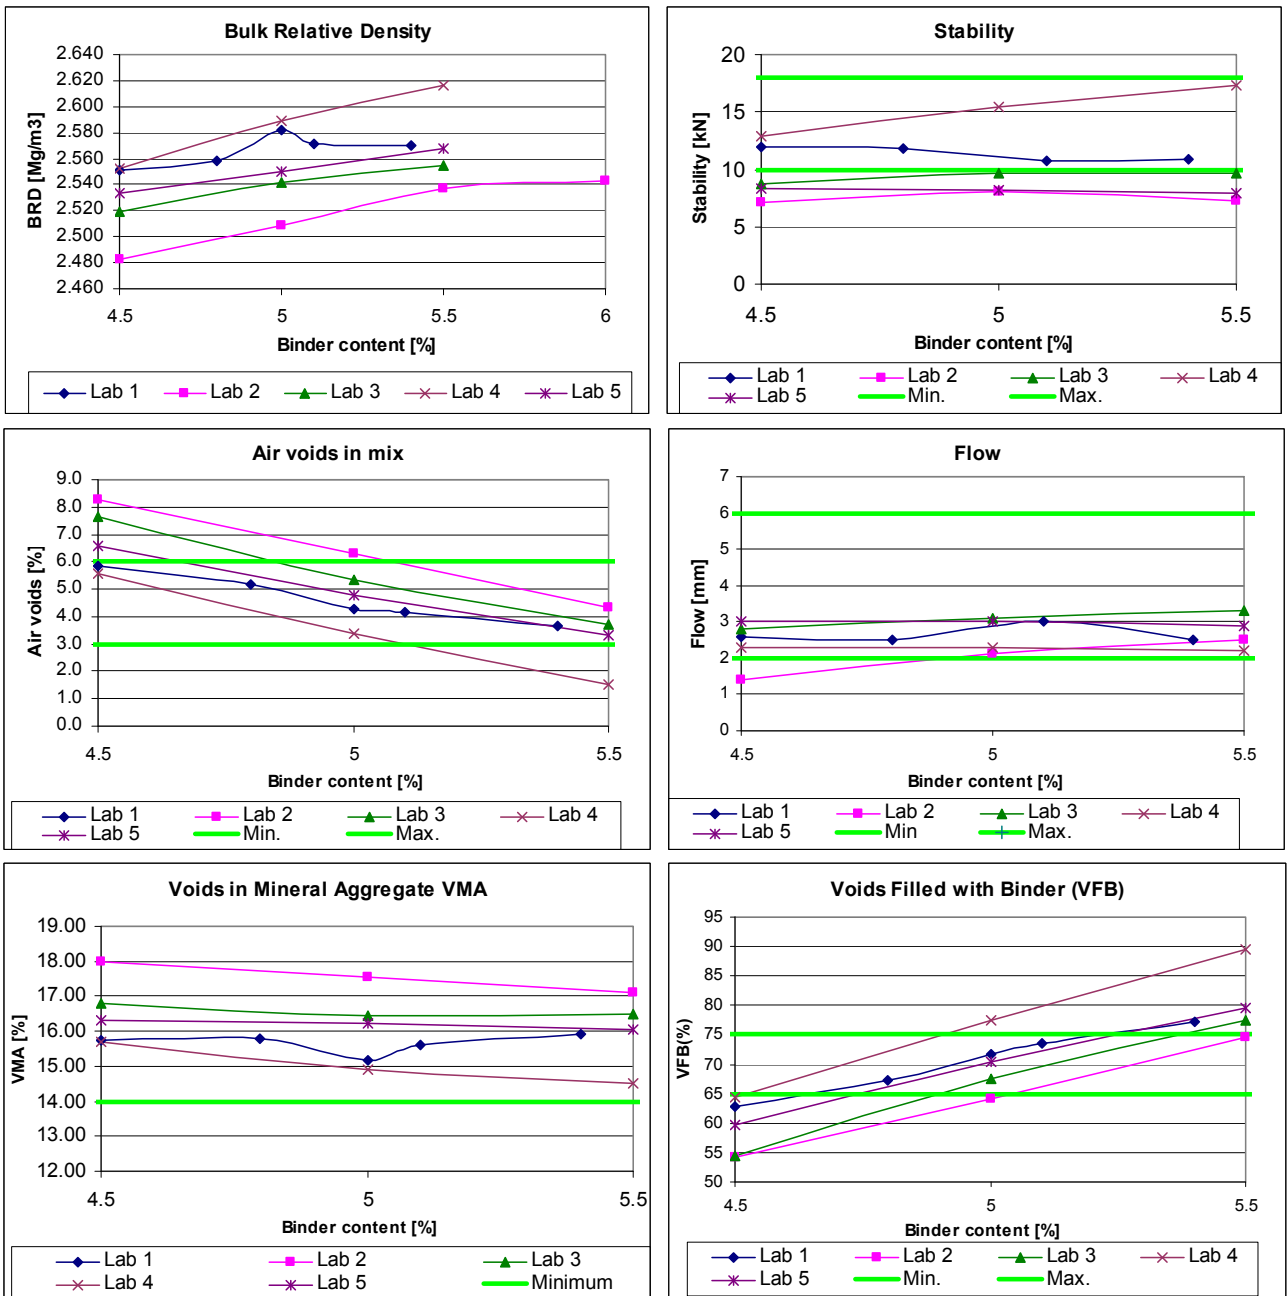 Bulk Relative Density
BRD [Mg/m3]
2.640
2.620
2.600
2.580
2.560
2.540
2.520
2.500
2.480
2.460
4.5 5 5.5 6
Binder content [%]
Lab 1 Lab 2 Lab 3 Lab 4 Lab 5
Stability
Stability [kN]
20
15
10
5
0
4.5 5 5.5
Binder content [%]
Lab 1 Lab 2 Lab 3 Lab 4
Lab 5 Min. Max.
Air voids in mix
Air voids [%]
9.0
8.0
7.0
6.0
5.0
4.0
3.0
2.0
1.0
0.0
4.5 5 5.5
Binder content [%]
Lab 1 Lab 2 Lab 3 Lab 4
Lab 5 Min. Max.
Flow
Flow [mm]
7
6
5
4
3
2
1
0
4.5 5 5.5
Binder content [%]
Lab 1 Lab 2 Lab 3 Lab 4
Lab 5 Min Max.
Voids in Mineral Aggregate VMA
VMA [%]
19.00
18.00
17.00
16.00
15.00
14.00
13.00
12.00
4.5 5 5.5
Binder content [%]
Lab 1 Lab 2 Lab 3
Lab 4 Lab 5 Minimum
Voids Filled with Binder (VFB)
VFB(%)
95
90
85
80
75
70
65
60
55
50
4.5 5 5.5
Binder content [%]
Lab 1 Lab 2 Lab 3 Lab 4
Lab 5 Min. Max.